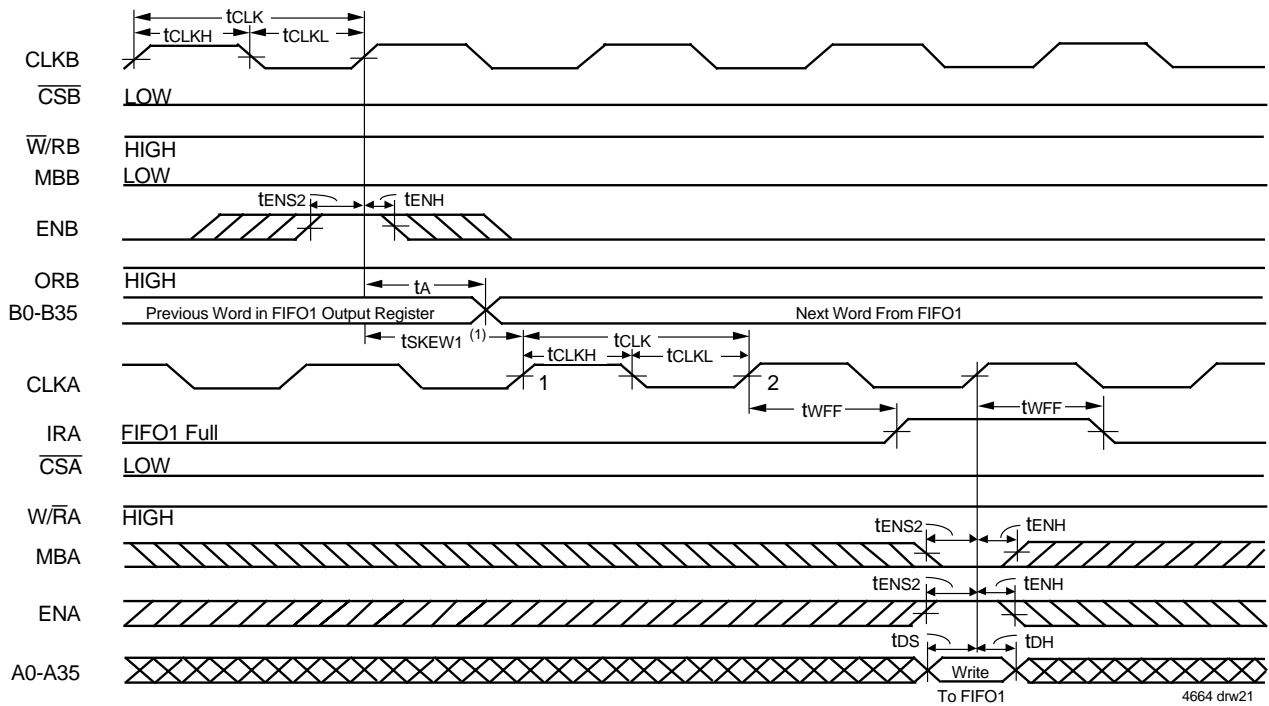 tCLK
tCLKH tCLKL
CLKB
CSB LOW
W/RB HIGH
MBB LOW
tENS2 tENH
ENB
ORB HIGH
tA
B0-B35 Previous Word in FIFO1 Output Register Next Word From FIFO1
tSKEW1 (1) tCLK
tCLKH tCLKL
CLKA 1 2
tWFF tWFF
IRA FIFO1 Full
CSA LOW
W/RA HIGH
tENS2 tENH
MBA
tENS2 tENH
ENA
tDS tDH
A0-A35 Write
To FIFO1 4664 drw21